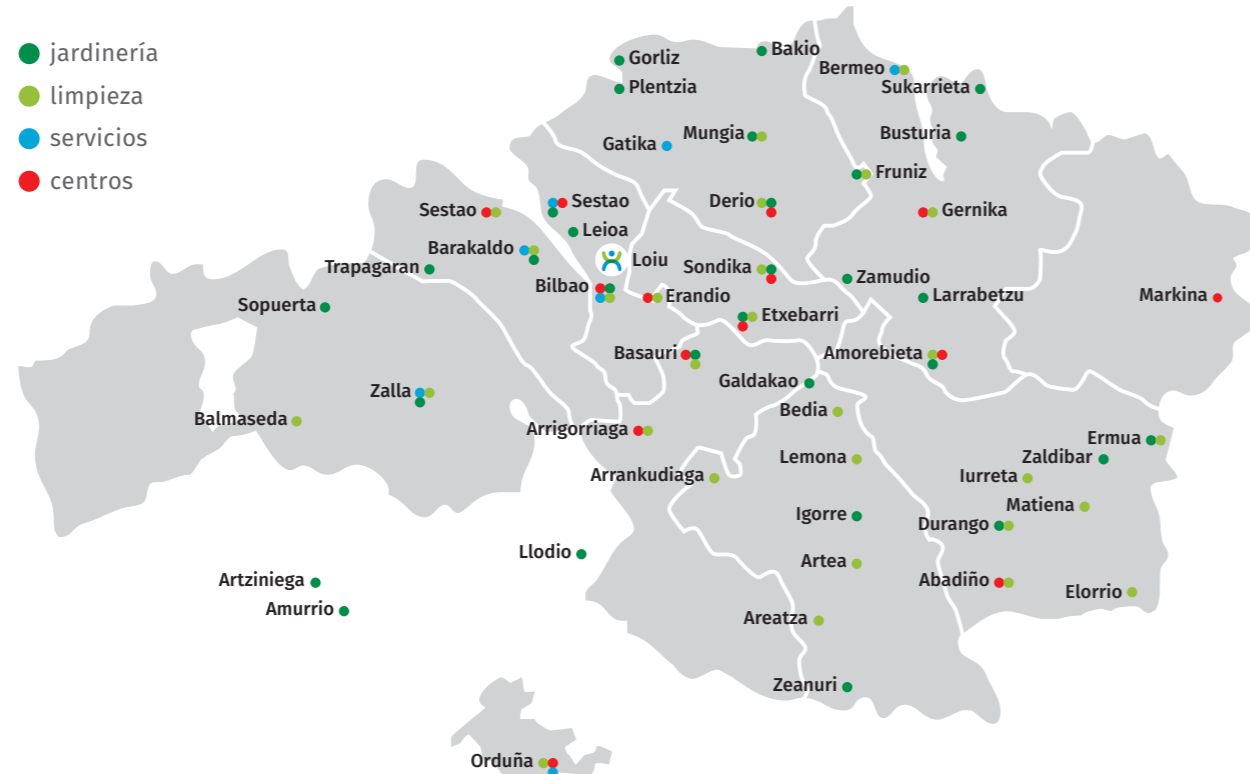 jardinería
limpieza
servicios
centros
Gorliz
Bakio
Bermeo
Plentzia
Sukarrieta
Mungia
Busturia
Gatika
Fruniz
Sestao
Sestao
Derio
Gernika
Leioa
Barakaldo
Loiu
Trapagaran
Sondika
Zamudio
Bilbao
Erandio
Larrabetzu
Markina
Sopuerta
Etxebarri
Basauri
Amorebieta
Galdakao
Zalla
Bedia
Balmaseda
Arrigorriaga
Ermua
Lemona
Zaldibar
Arrankudiaga
Iurreta
Matiena
Igorre
Durango
Llodio
Artea
Artziniega
Abadiño
Elorrio
Amurrio
Areatza
Zeanuri
Orduña